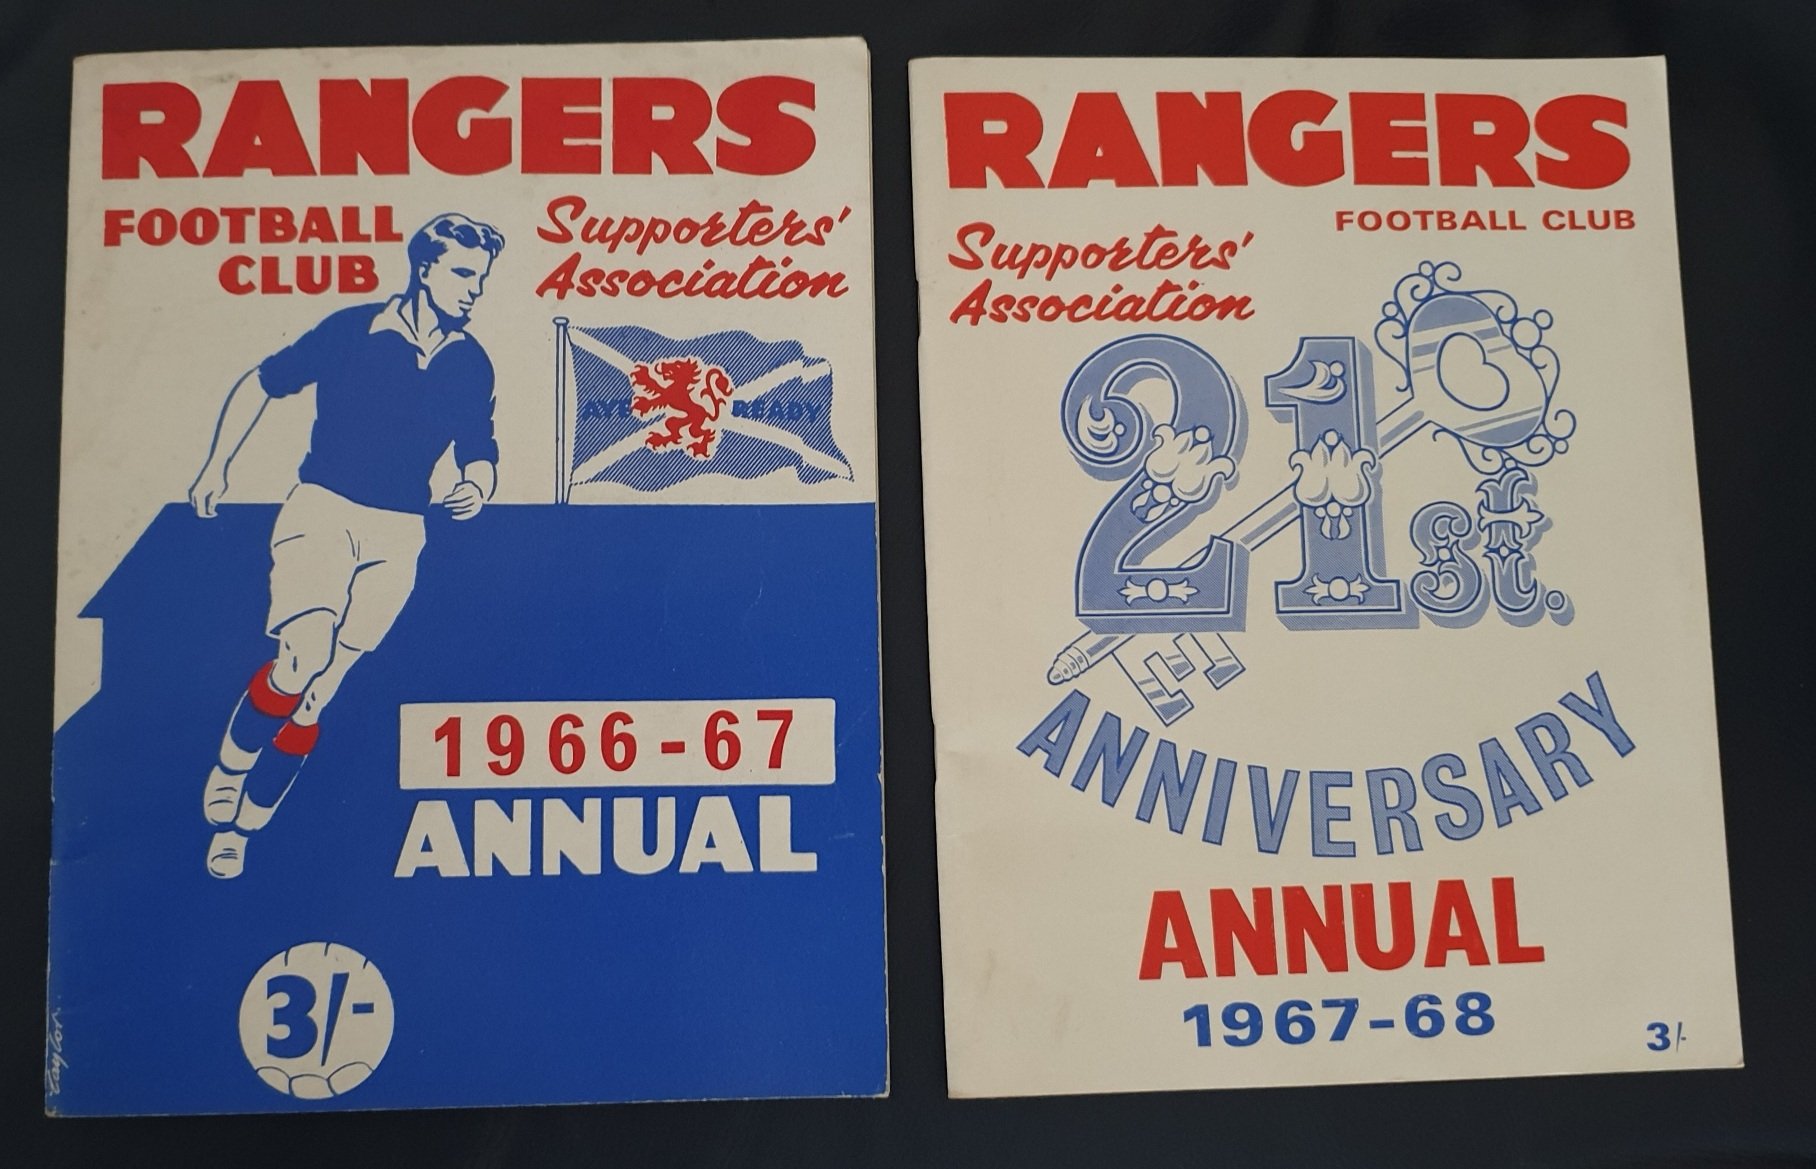 RANGERS
FOOTBALL
CLUB
Supporters'
Association
AYE READY
1966-67
ANNUAL
3/-
Taylor
RANGERS
FOOTBALL CLUB
Supporters'
Association
21st.
ANNIVERSARY
ANNUAL
1967-68
3/-